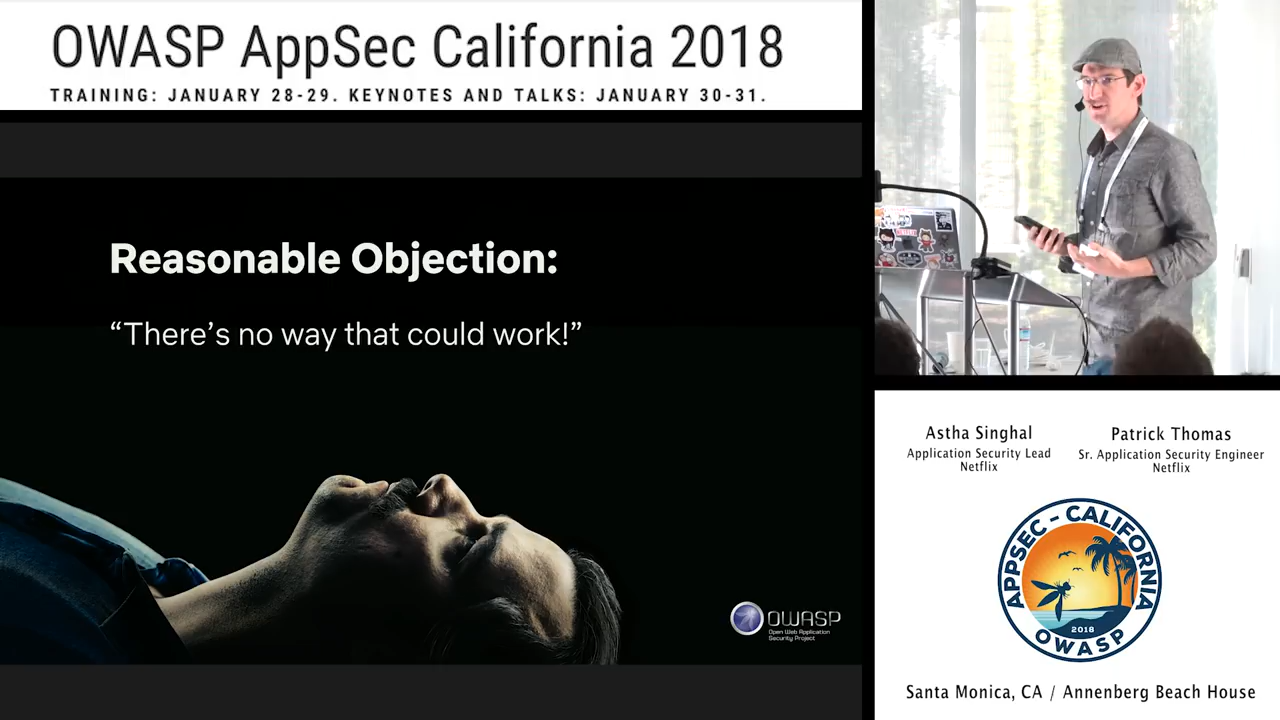 OWASP AppSec California 2018
TRAINING: JANUARY 28-29. KEYNOTES AND TALKS: JANUARY 30-31.
Reasonable Objection:
“There’s no way that could work!”
OWASP
Open Web Application
Security Project
NETFLIX
Astha Singhal
Application Security Lead
Netflix
Patrick Thomas
Sr. Application Security Engineer
Netflix
APPSEC - CALIFORNIA
2018
OWASP
Santa Monica, CA / Annenberg Beach House